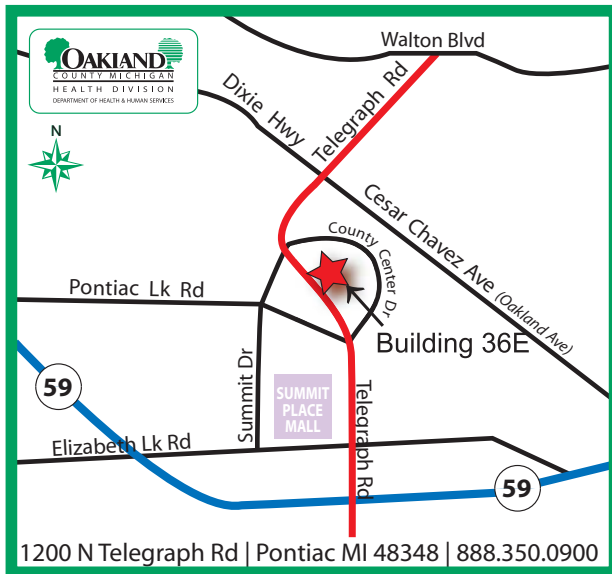 Walton Blvd
OAKLAND
COUNTY MICHIGAN
HEALTH DIVISION
DEPARTMENT OF HEALTH & HUMAN SERVICES
N
Dixie Hwy
Telegraph Rd
Cesar Chavez Ave (Oakland Ave)
County Center Dr
Pontiac Lk Rd
Building 36E
59
Summit Dr
SUMMIT
PLACE
MALL
Telegraph Rd
Elizabeth Lk Rd
59
1200 N Telegraph Rd | Pontiac MI 48348 | 888.350.0900